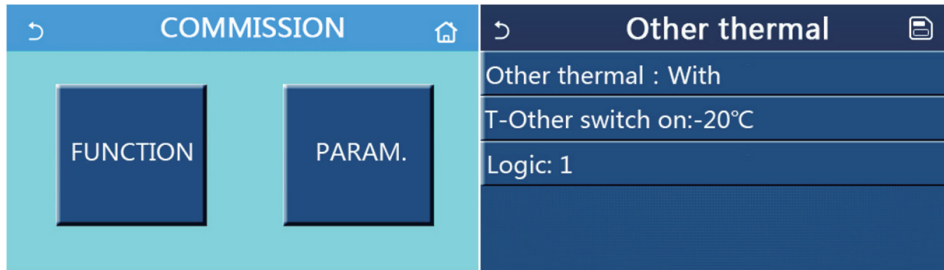 COMMISSION
FUNCTION
PARAM.
Other thermal
Other thermal : With
T-Other switch on:-20℃
Logic: 1